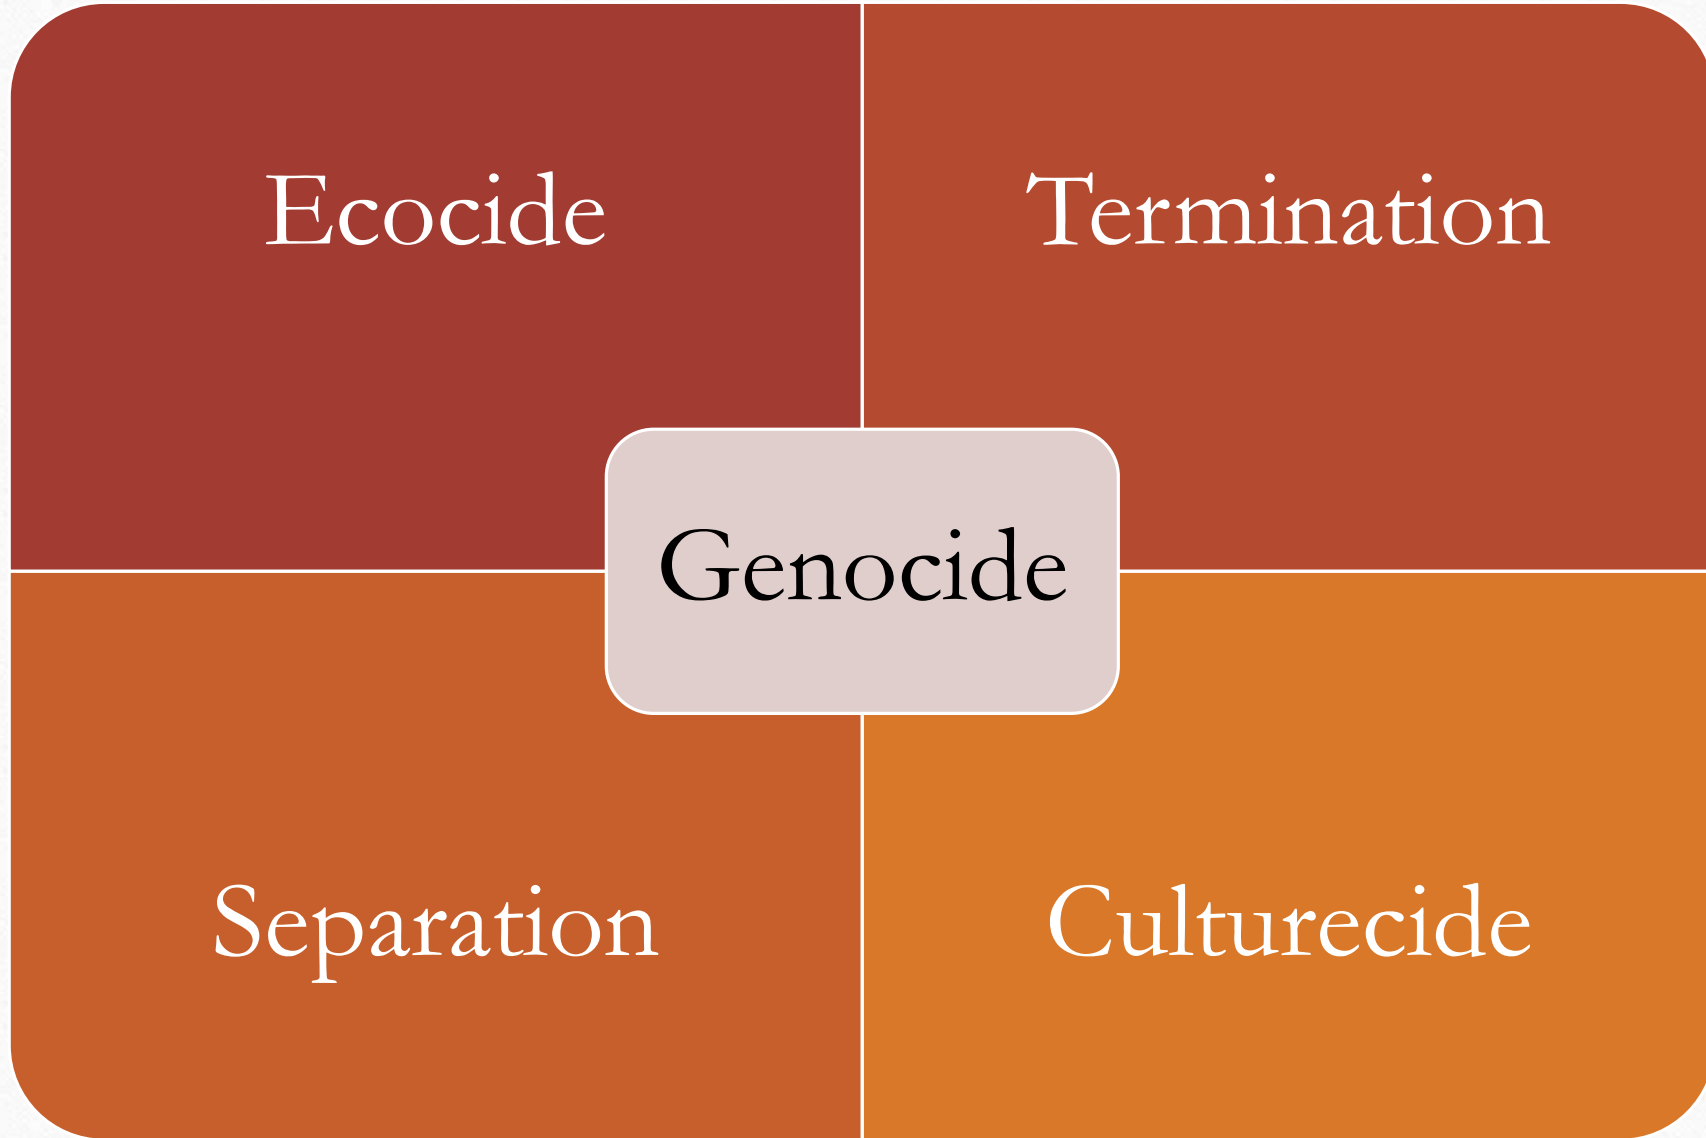 Ecocide
Termination
Genocide
Separation
Culturecide